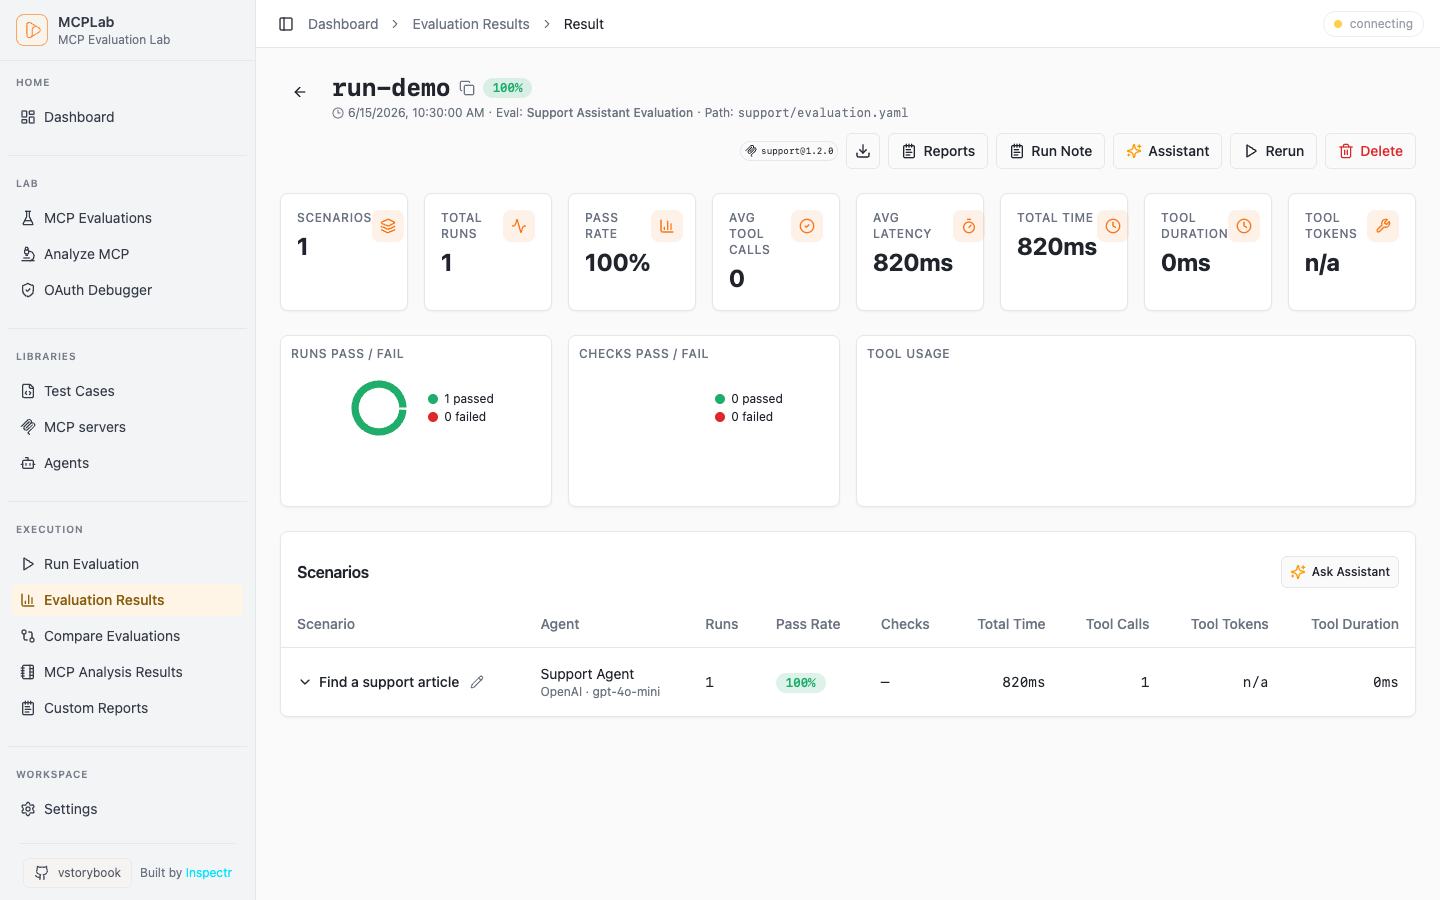 MCPLab
MCP Evaluation Lab
HOME
Dashboard
LAB
MCP Evaluations
Analyze MCP
OAuth Debugger
LIBRARIES
Test Cases
MCP servers
Agents
EXECUTION
Run Evaluation
Evaluation Results
Compare Evaluations
MCP Analysis Results
Custom Reports
WORKSPACE
Settings
vstorybook Built by Inspectr
Dashboard > Evaluation Results > Result
connecting
run-demo 100%
6/15/2026, 10:30:00 AM · Eval: Support Assistant Evaluation · Path: support/evaluation.yaml
support@1.2.0 Reports Run Note Assistant Rerun Delete
SCENARIOS
1
TOTAL
RUNS
1
PASS
RATE
100%
AVG
TOOL
CALLS
0
AVG
LATENCY
820ms
TOTAL TIME
820ms
TOOL
DURATION
0ms
TOOL
TOKENS
n/a
RUNS PASS / FAIL
1 passed
0 failed
CHECKS PASS / FAIL
0 passed
0 failed
TOOL USAGE
Scenarios
Ask Assistant
Scenario Agent Runs Pass Rate Checks Total Time Tool Calls Tool Tokens Tool Duration
Find a support article Support Agent 1 100% — 820ms 1 n/a 0ms
OpenAI · gpt-4o-mini